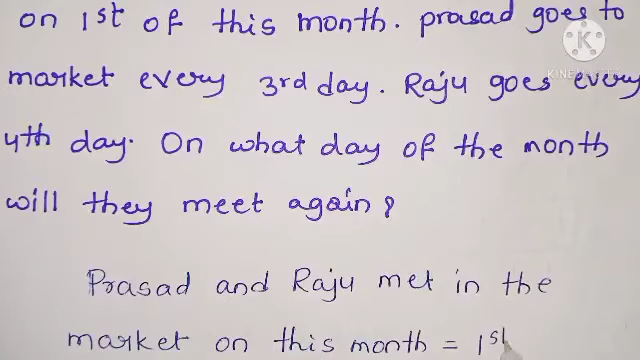 on 1st of this month. prasad goes to
market every 3rd day. Raju goes every
4th day. On what day of the month
will they meet again?
Prasad and Raju met in the
market on this month = 1st